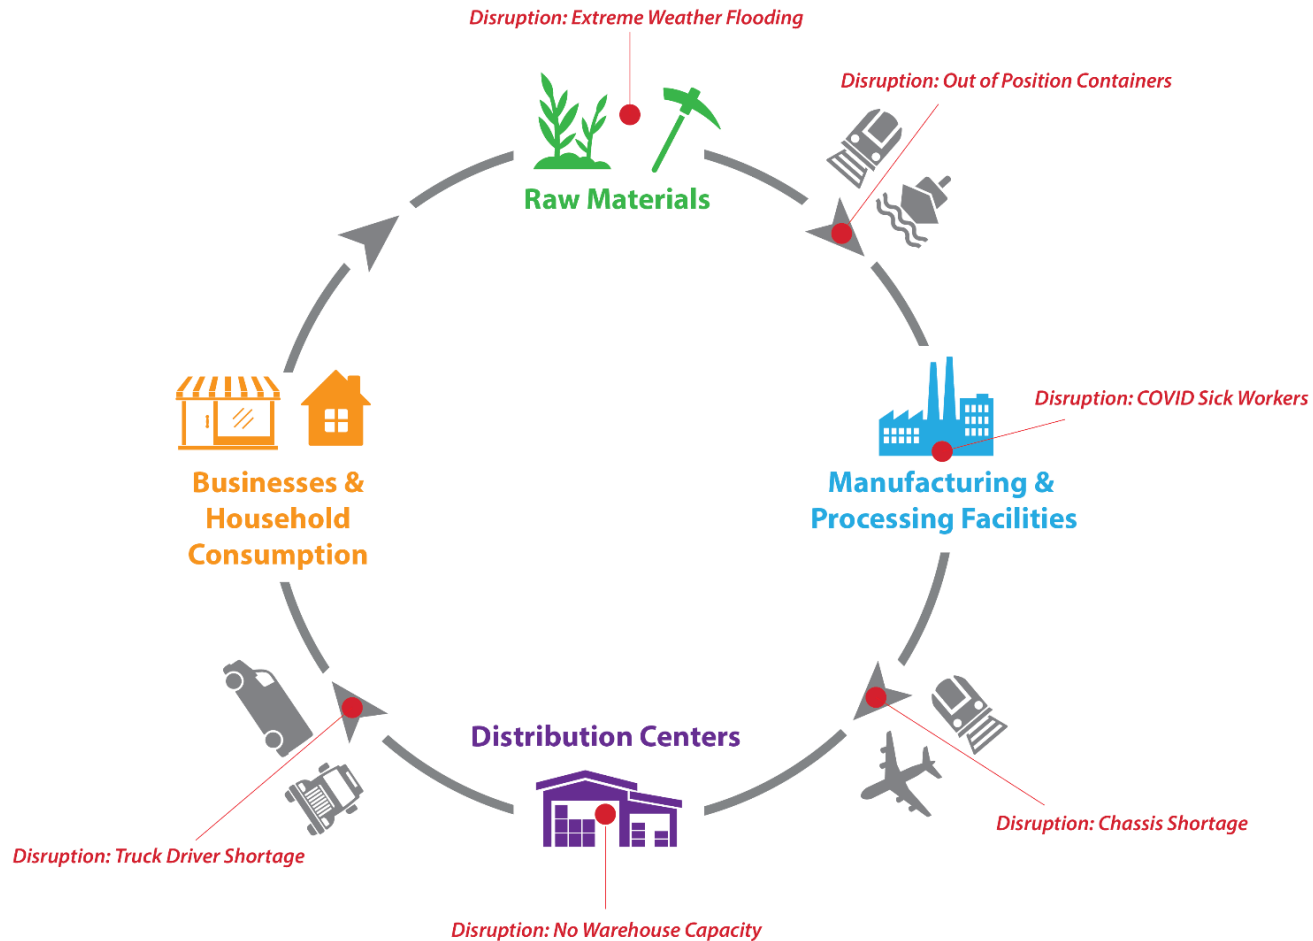 Disruption: Extreme Weather Flooding
Disruption: Out of Position Containers
Raw Materials
Disruption: COVID Sick Workers
Businesses &
Household
Consumption
Manufacturing &
Processing Facilities
Distribution Centers
Disruption: Chassis Shortage
Disruption: Truck Driver Shortage
Disruption: No Warehouse Capacity